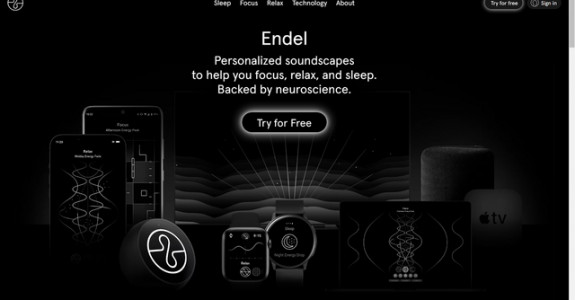 Sleep Focus Relax Technology About
Try for free
Sign in
Endel
Personalized soundscapes
to help you focus, relax, and sleep.
Backed by neuroscience.
Try for Free
Focus
Relax
Relax
Sleep
tv